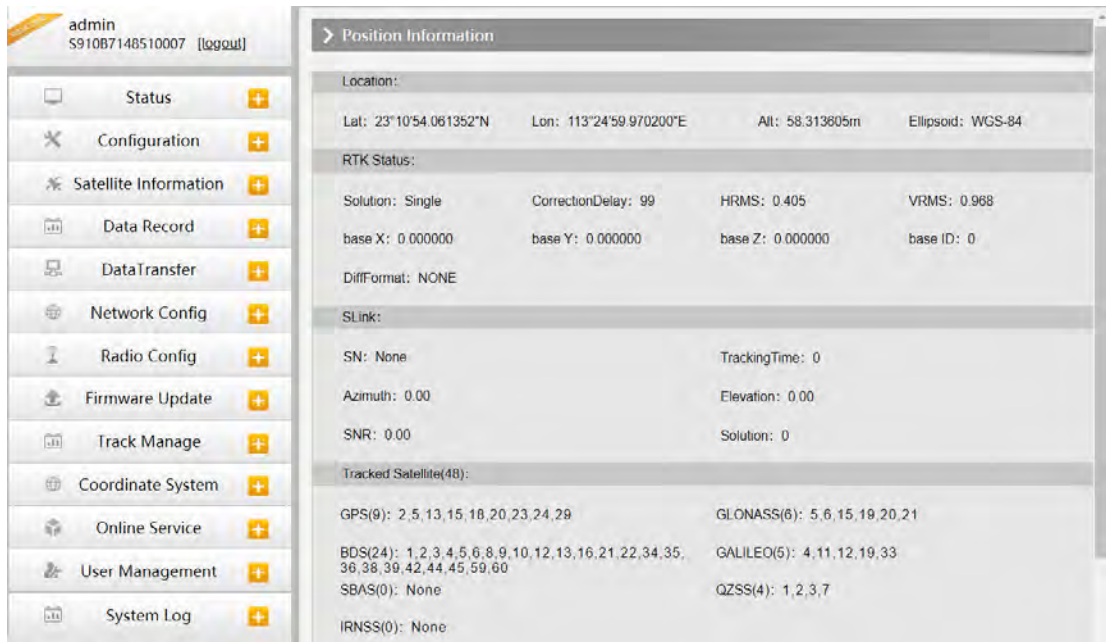 admin
S910B7148510007 [logout]
Status
Configuration
Satellite Information
Data Record
DataTransfer
Network Config
Radio Config
Firmware Update
Track Manage
Coordinate System
Online Service
User Management
System Log
Position Information
Location:
Lat: 23°10'54.061352"N Lon: 113°24'59.970200"E Alt: 58.313605m Ellipsoid: WGS-84
RTK Status:
Solution: Single CorrectionDelay: 99 HRMS: 0.405 VRMS: 0.968
base X: 0.000000 base Y: 0.000000 base Z: 0.000000 base ID: 0
DiffFormat: NONE
SLink:
SN: None TrackingTime: 0
Azimuth: 0.00 Elevation: 0.00
SNR: 0.00 Solution: 0
Tracked Satellite(48):
GPS(9): 2,5,13,15,18,20,23,24,29 GLONASS(6): 5,6,15,19,20,21
BDS(24): 1,2,3,4,5,6,8,9,10,12,13,16,21,22,34,35, GALILEO(5): 4,11,12,19,33
36,38,39,42,44,45,59,60
SBAS(0): None QZSS(4): 1,2,3,7
IRNSS(0): None